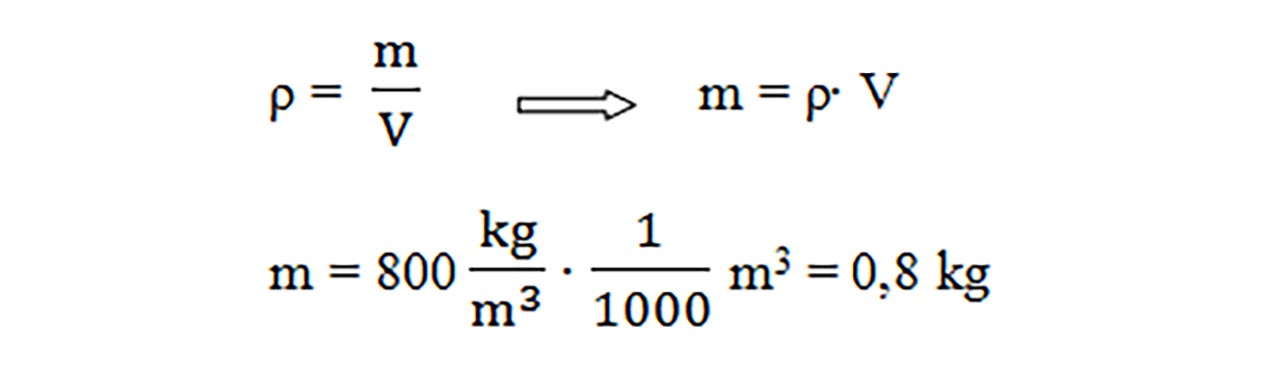 ρ = m/V ⟹ m = ρ· V
m = 800 kg/m³ · 1/1000 m³ = 0,8 kg